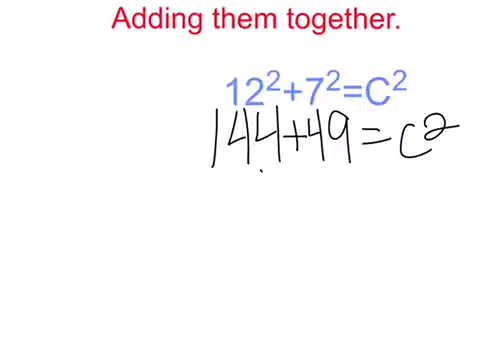 Adding them together.
12²+7²=C²
144+49=c²